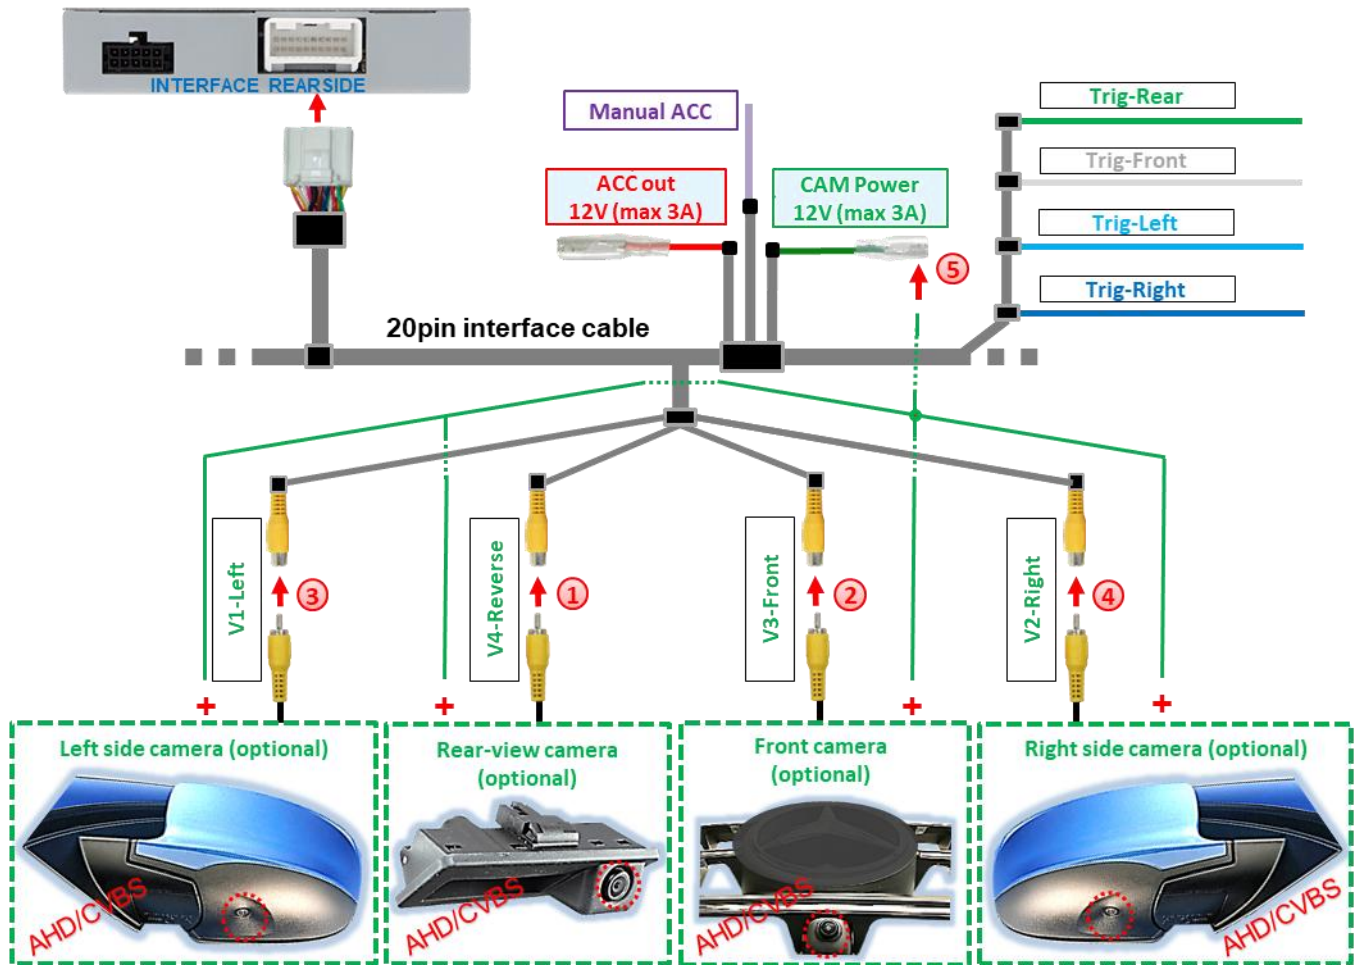 INTERFACE REARSIDE
Manual ACC
ACC out
12V (max 3A)
CAM Power
12V (max 3A)
5
Trig-Rear
Trig-Front
Trig-Left
Trig-Right
20pin interface cable
V1-Left
3
V4-Reverse
1
V3-Front
2
V2-Right
4
+
+
+
+
Left side camera (optional)
AHD/CVBS
Rear-view camera
(optional)
AHD/CVBS
Front camera
(optional)
AHD/CVBS
Right side camera (optional)
AHD/CVBS